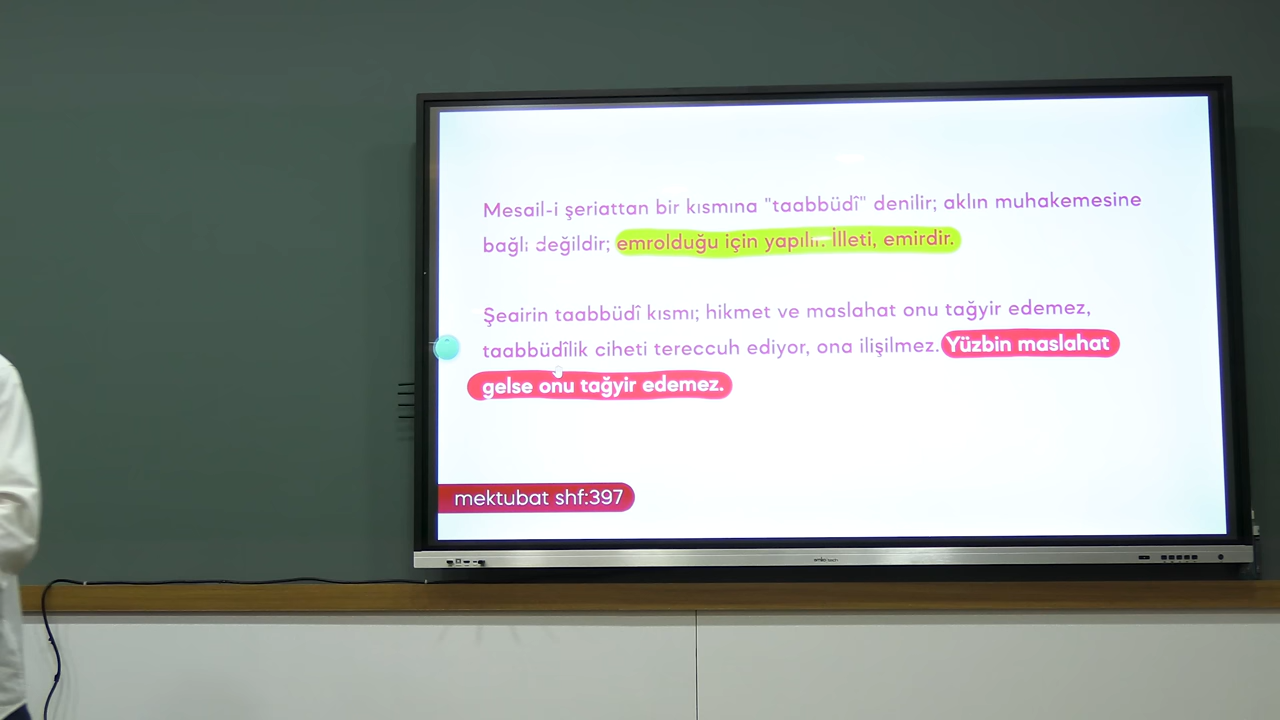 Mesail-i şeriattan bir kısmına "taabbüdî" denilir; aklın muhakemesine
bağlı değildir; emrolduğu için yapılır. İlleti, emirdir.
Şeairin taabbüdî kısmı; hikmet ve maslahat onu tağyir edemez,
taabbüdîlik ciheti tereccuh ediyor, ona ilişilmez. Yüzbin maslahat
gelse onu tağyir edemez.
mektubat shf:397